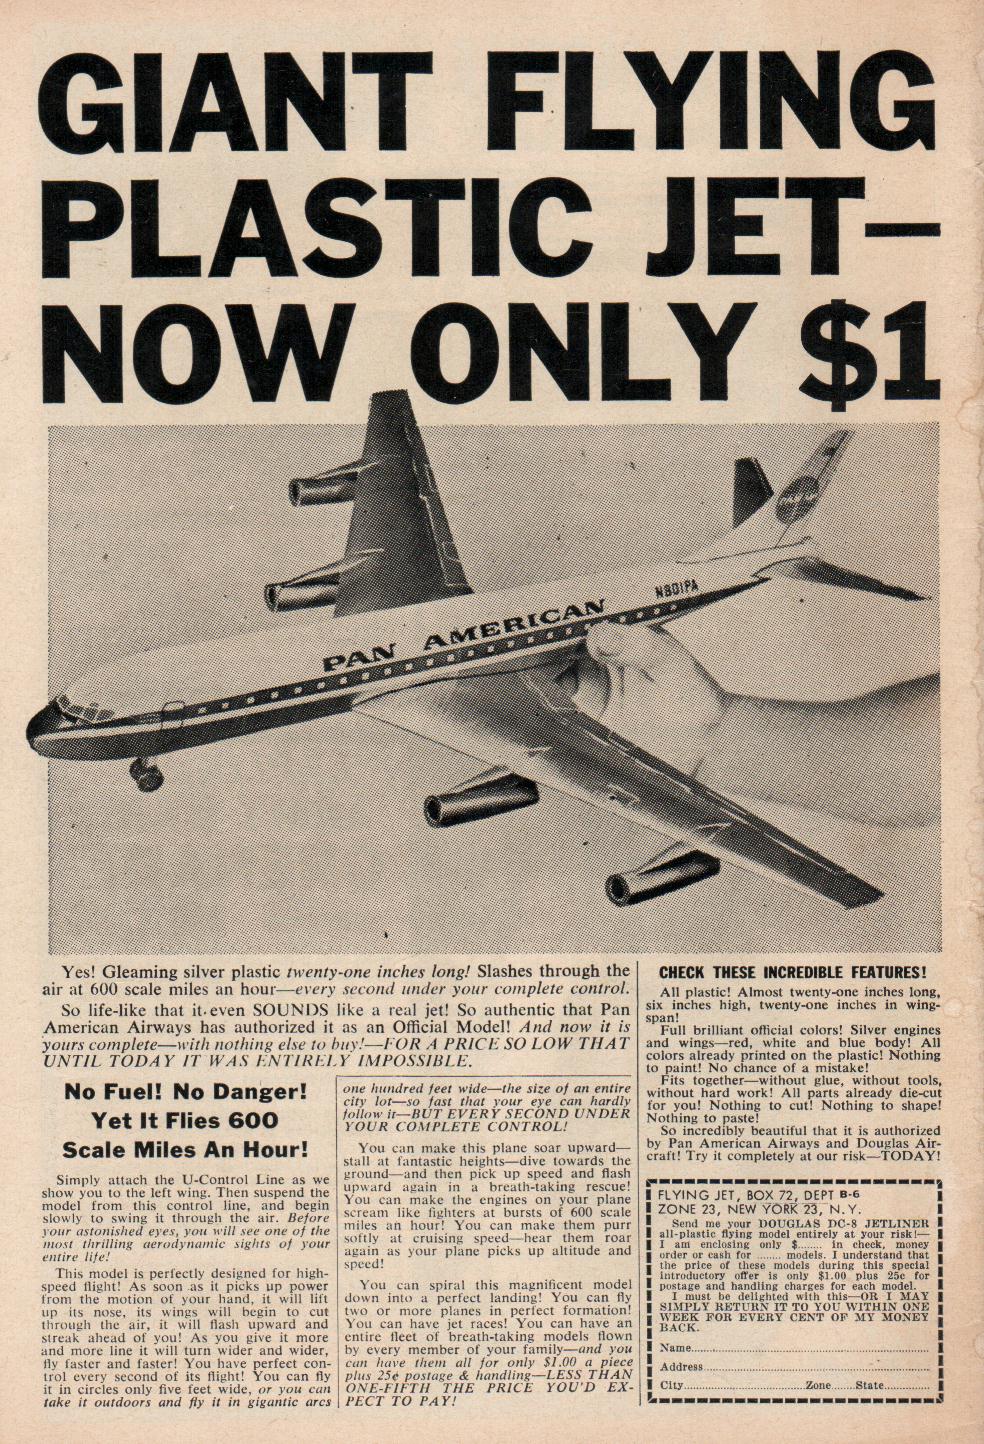 GIANT FLYING
PLASTIC JET—
NOW ONLY $1
PAN AM
N801PA
PAN AMERICAN
Yes! Gleaming silver plastic twenty-one inches long! Slashes through the
air at 600 scale miles an hour—every second under your complete control.
So life-like that it even SOUNDS like a real jet! So authentic that Pan
American Airways has authorized it as an Official Model! And now it is
yours complete—with nothing else to buy!—FOR A PRICE SO LOW THAT
UNTIL TODAY IT WAS ENTIRELY IMPOSSIBLE.
No Fuel! No Danger!
Yet It Flies 600
Scale Miles An Hour!
Simply attach the U-Control Line as we
show you to the left wing. Then suspend the
model from this control line, and begin
slowly to swing it through the air. Before
your astonished eyes, you will see one of the
most thrilling aerodynamic sights of your
entire life!
This model is perfectly designed for high-
speed flight! As soon as it picks up power
from the motion of your hand, it will lift
up its nose, its wings will begin to cut
through the air, it will flash upward and
streak ahead of you! As you give it more
and more line it will turn wider and wider,
fly faster and faster! You have perfect con-
trol every second of its flight! You can fly
it in circles only five feet wide, or you can
take it outdoors and fly it in gigantic arcs
one hundred feet wide—the size of an entire
city lot—so fast that your eye can hardly
follow it—BUT EVERY SECOND UNDER
YOUR COMPLETE CONTROL!
You can make this plane soar upward—
stall at fantastic heights—dive towards the
ground—and then pick up speed and flash
upward again in a breath-taking rescue!
You can make the engines on your plane
scream like fighters at bursts of 600 scale
miles an hour! You can make them purr
softly at cruising speed—hear them roar
again as your plane picks up altitude and
speed!
You can spiral this magnificent model
down into a perfect landing! You can fly
two or more planes in perfect formation!
You can have jet races! You can have an
entire fleet of breath-taking models flown
by every member of your family—and you
can have them all for only $1.00 a piece
plus 25¢ postage & handling—LESS THAN
ONE-FIFTH THE PRICE YOU'D EX-
PECT TO PAY!
CHECK THESE INCREDIBLE FEATURES!
All plastic! Almost twenty-one inches long,
six inches high, twenty-one inches in wing-
span!
Full brilliant official colors! Silver engines
and wings—red, white and blue body! All
colors already printed on the plastic! Nothing
to paint! No chance of a mistake!
Fits together—without glue, without tools,
without hard work! All parts already die-cut
for you! Nothing to cut! Nothing to shape!
Nothing to paste!
So incredibly beautiful that it is authorized
by Pan American Airways and Douglas Air-
craft! Try it completely at our risk—TODAY!
FLYING JET, BOX 72, DEPT B-6
ZONE 23, NEW YORK 23, N.Y.
Send me your DOUGLAS DC-8 JETLINER
all-plastic flying model entirely at your risk!—
I am enclosing only $....... in check, money
order or cash for ....... models. I understand that
the price of these models during this special
introductory offer is only $1.00 plus 25c for
postage and handling charges for each model.
I must be delighted with this—OR I MAY
SIMPLY RETURN IT TO YOU WITHIN ONE
WEEK FOR EVERY CENT OF MY MONEY
BACK.
Name..........
Address..........
City..........Zone.......State..........